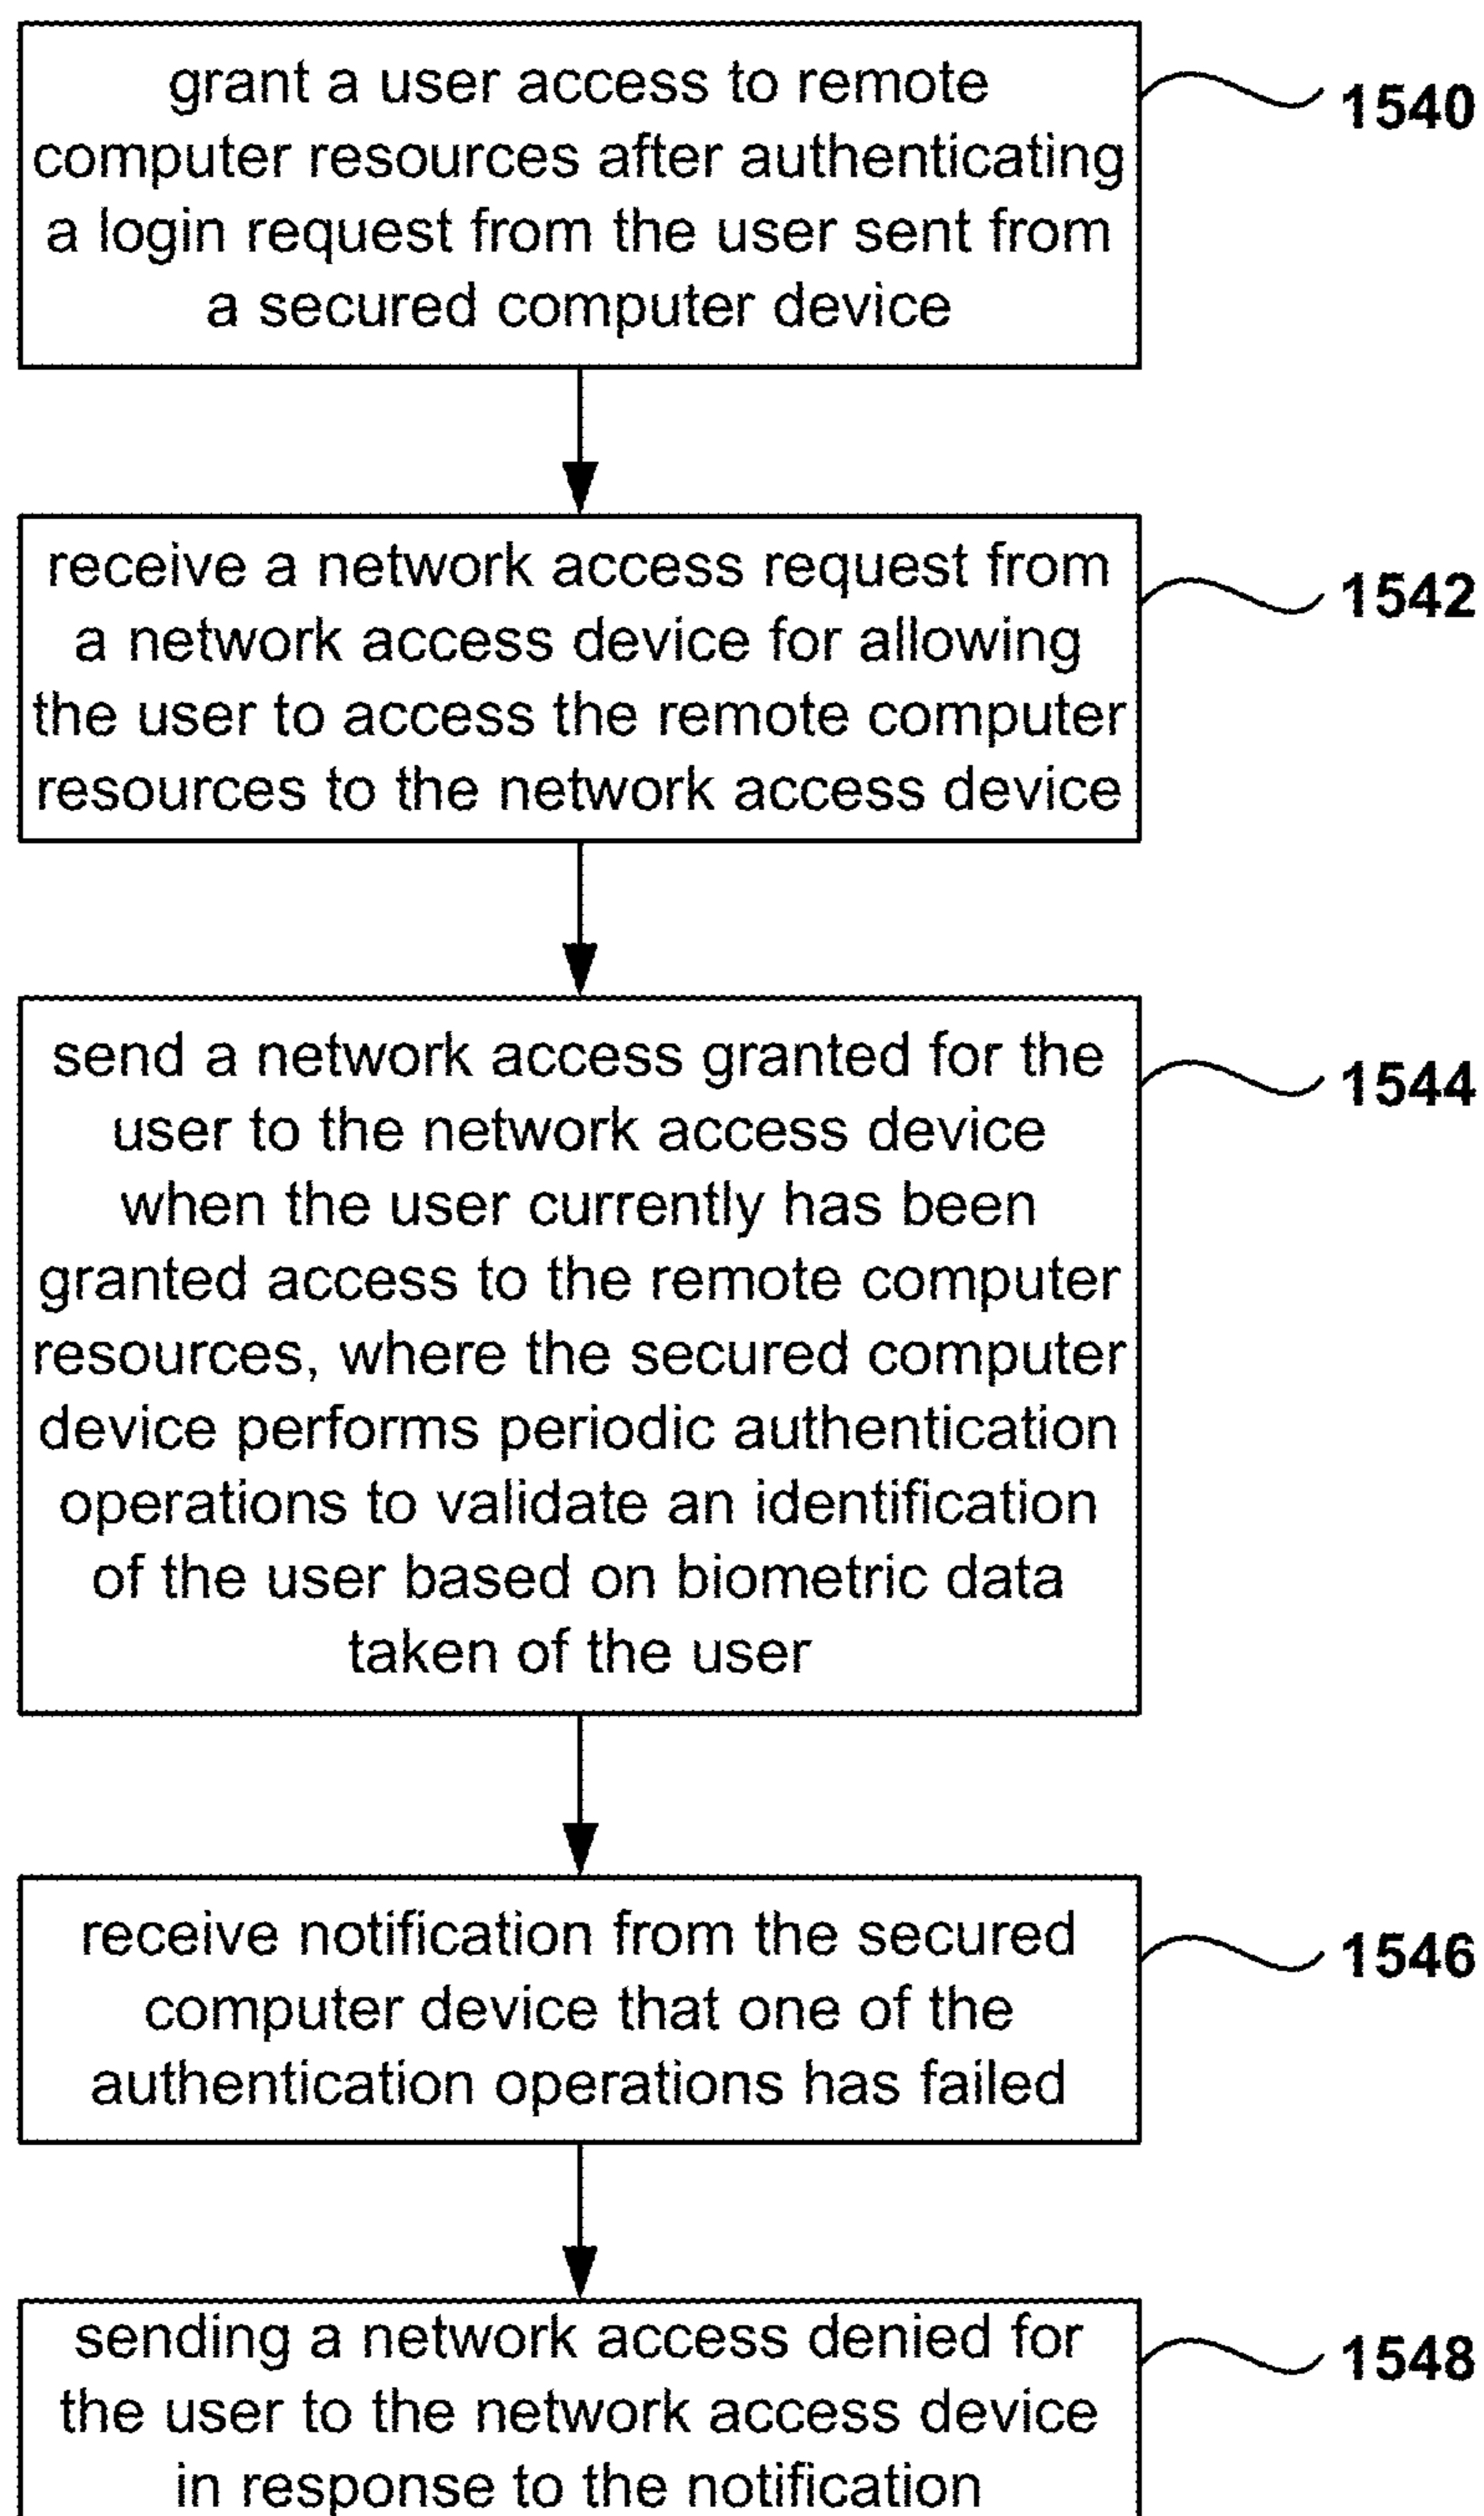 grant a user access to remote
computer resources after authenticating
a login request from the user sent from
a secured computer device
1540
receive a network access request from
a network access device for allowing
the user to access the remote computer
resources to the network access device
1542
send a network access granted for the
user to the network access device
when the user currently has been
granted access to the remote computer
resources, where the secured computer
device performs periodic authentication
operations to validate an identification
of the user based on biometric data
taken of the user
1544
receive notification from the secured
computer device that one of the
authentication operations has failed
1546
sending a network access denied for
the user to the network access device
in response to the notification
1548